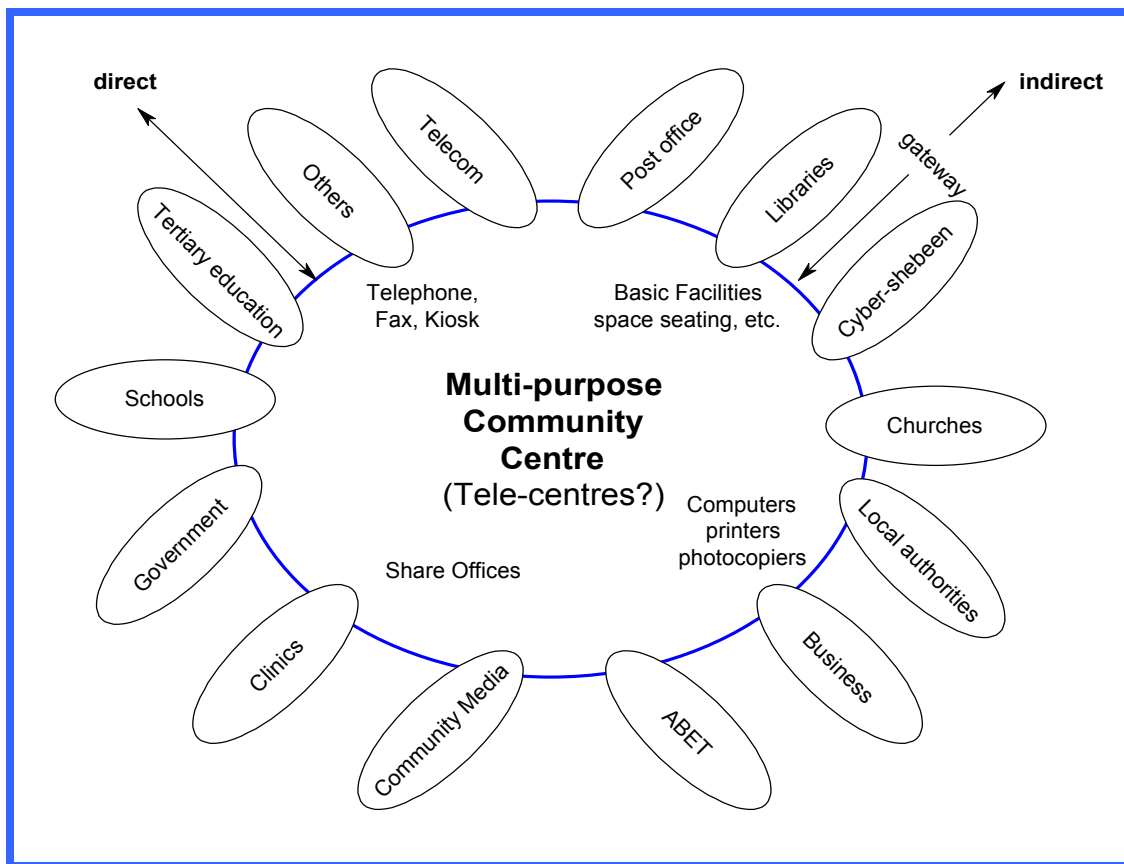 direct
indirect
gateway
Telecom
Post office
Others
Libraries
Tertiary education
Cyber-shebeen
Telephone,
Fax, Kiosk
Basic Facilities
space seating, etc.
Schools
Multi-purpose
Community
Centre
(Tele-centres?)
Churches
Government
Computers
printers
photocopiers
Local authorities
Share Offices
Clinics
Business
Community Media
ABET